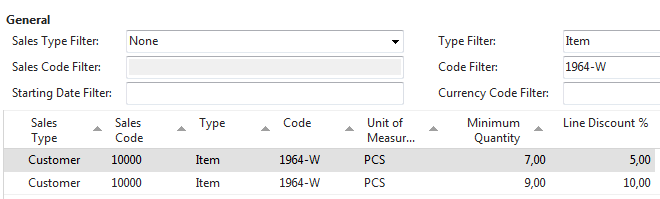 General
Sales Type Filter: None Type Filter: Item
Sales Code Filter: Code Filter: 1964-W
Starting Date Filter: Currency Code Filter:
Sales Type Sales Code Type Code Unit of Measur... Minimum Quantity Line Discount %
Customer 10000 Item 1964-W PCS 7,00 5,00
Customer 10000 Item 1964-W PCS 9,00 10,00